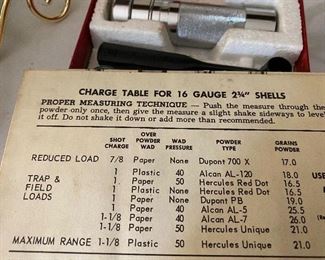 CHARGE TABLE FOR 16 GAUGE 2¾" SHELLS
PROPER MEASURING TECHNIQUE — Push the measure through the
powder only once, then give the measure a slight shake sideways to level
it off. Do not shake down or add more than recommended.
SHOT CHARGE OVER POWDER WAD WAD PRESSURE POWDER TYPE GRAINS POWDER
REDUCED LOAD 7/8 Paper None Dupont 700 X 17.0
1 Plastic 40 Alcan AL-120 18.0
TRAP & 1 Paper 50 Hercules Red Dot 16.5
FIELD 1 Plastic 40 Hercules Red Dot 16.5
LOADS 1 Paper None Dupont PB 19.0
1 Paper 40 Alcan AL-5 25.5
1-1/8 Paper 40 Alcan AL-7 26.0
1-1/8 Paper None Hercules Unique 21.0
MAXIMUM RANGE 1-1/8 Plastic 50 Hercules Unique 21.0